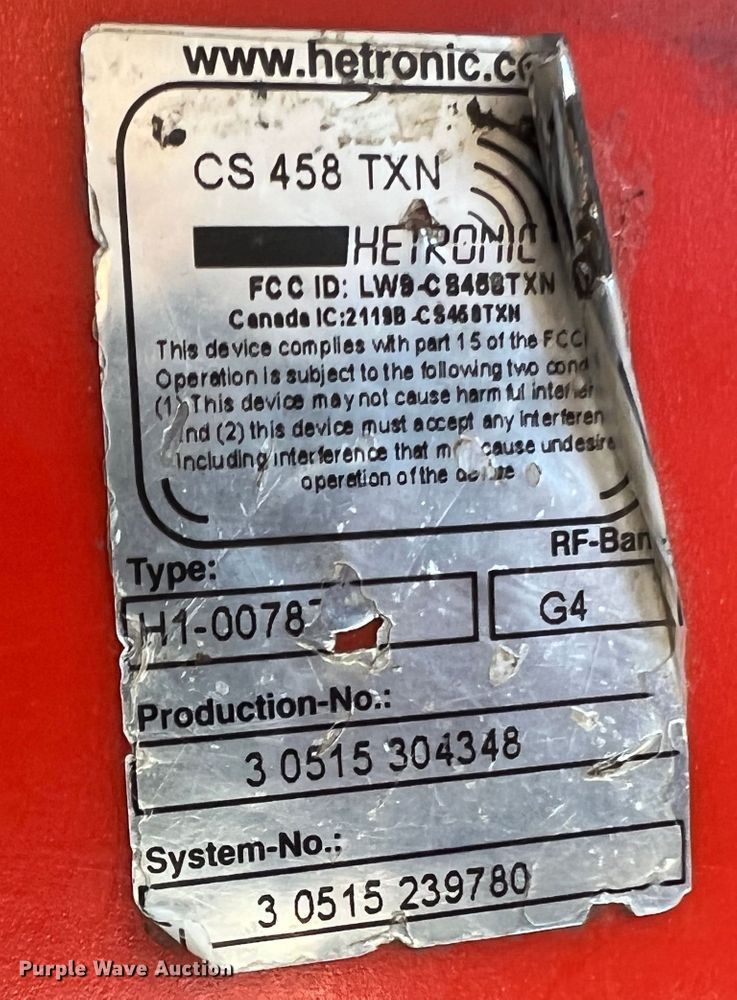 www.hetronic.co
CS 458 TXN
HETRONIC
FCC ID: LW9-CS458TXN
Canada IC:2119B-CS458TXN
This device complies with part 15 of the FCC
Operation is subject to the following two cond
(1) This device may not cause harmful interfer
and (2) this device must accept any interferen
including interference that cause undesire
operation of the
Type:
RF-Ban
H1-0078
G4
Production-No.:
3 0515 304348
System-No.:
3 0515 239780
Purple Wave Auction